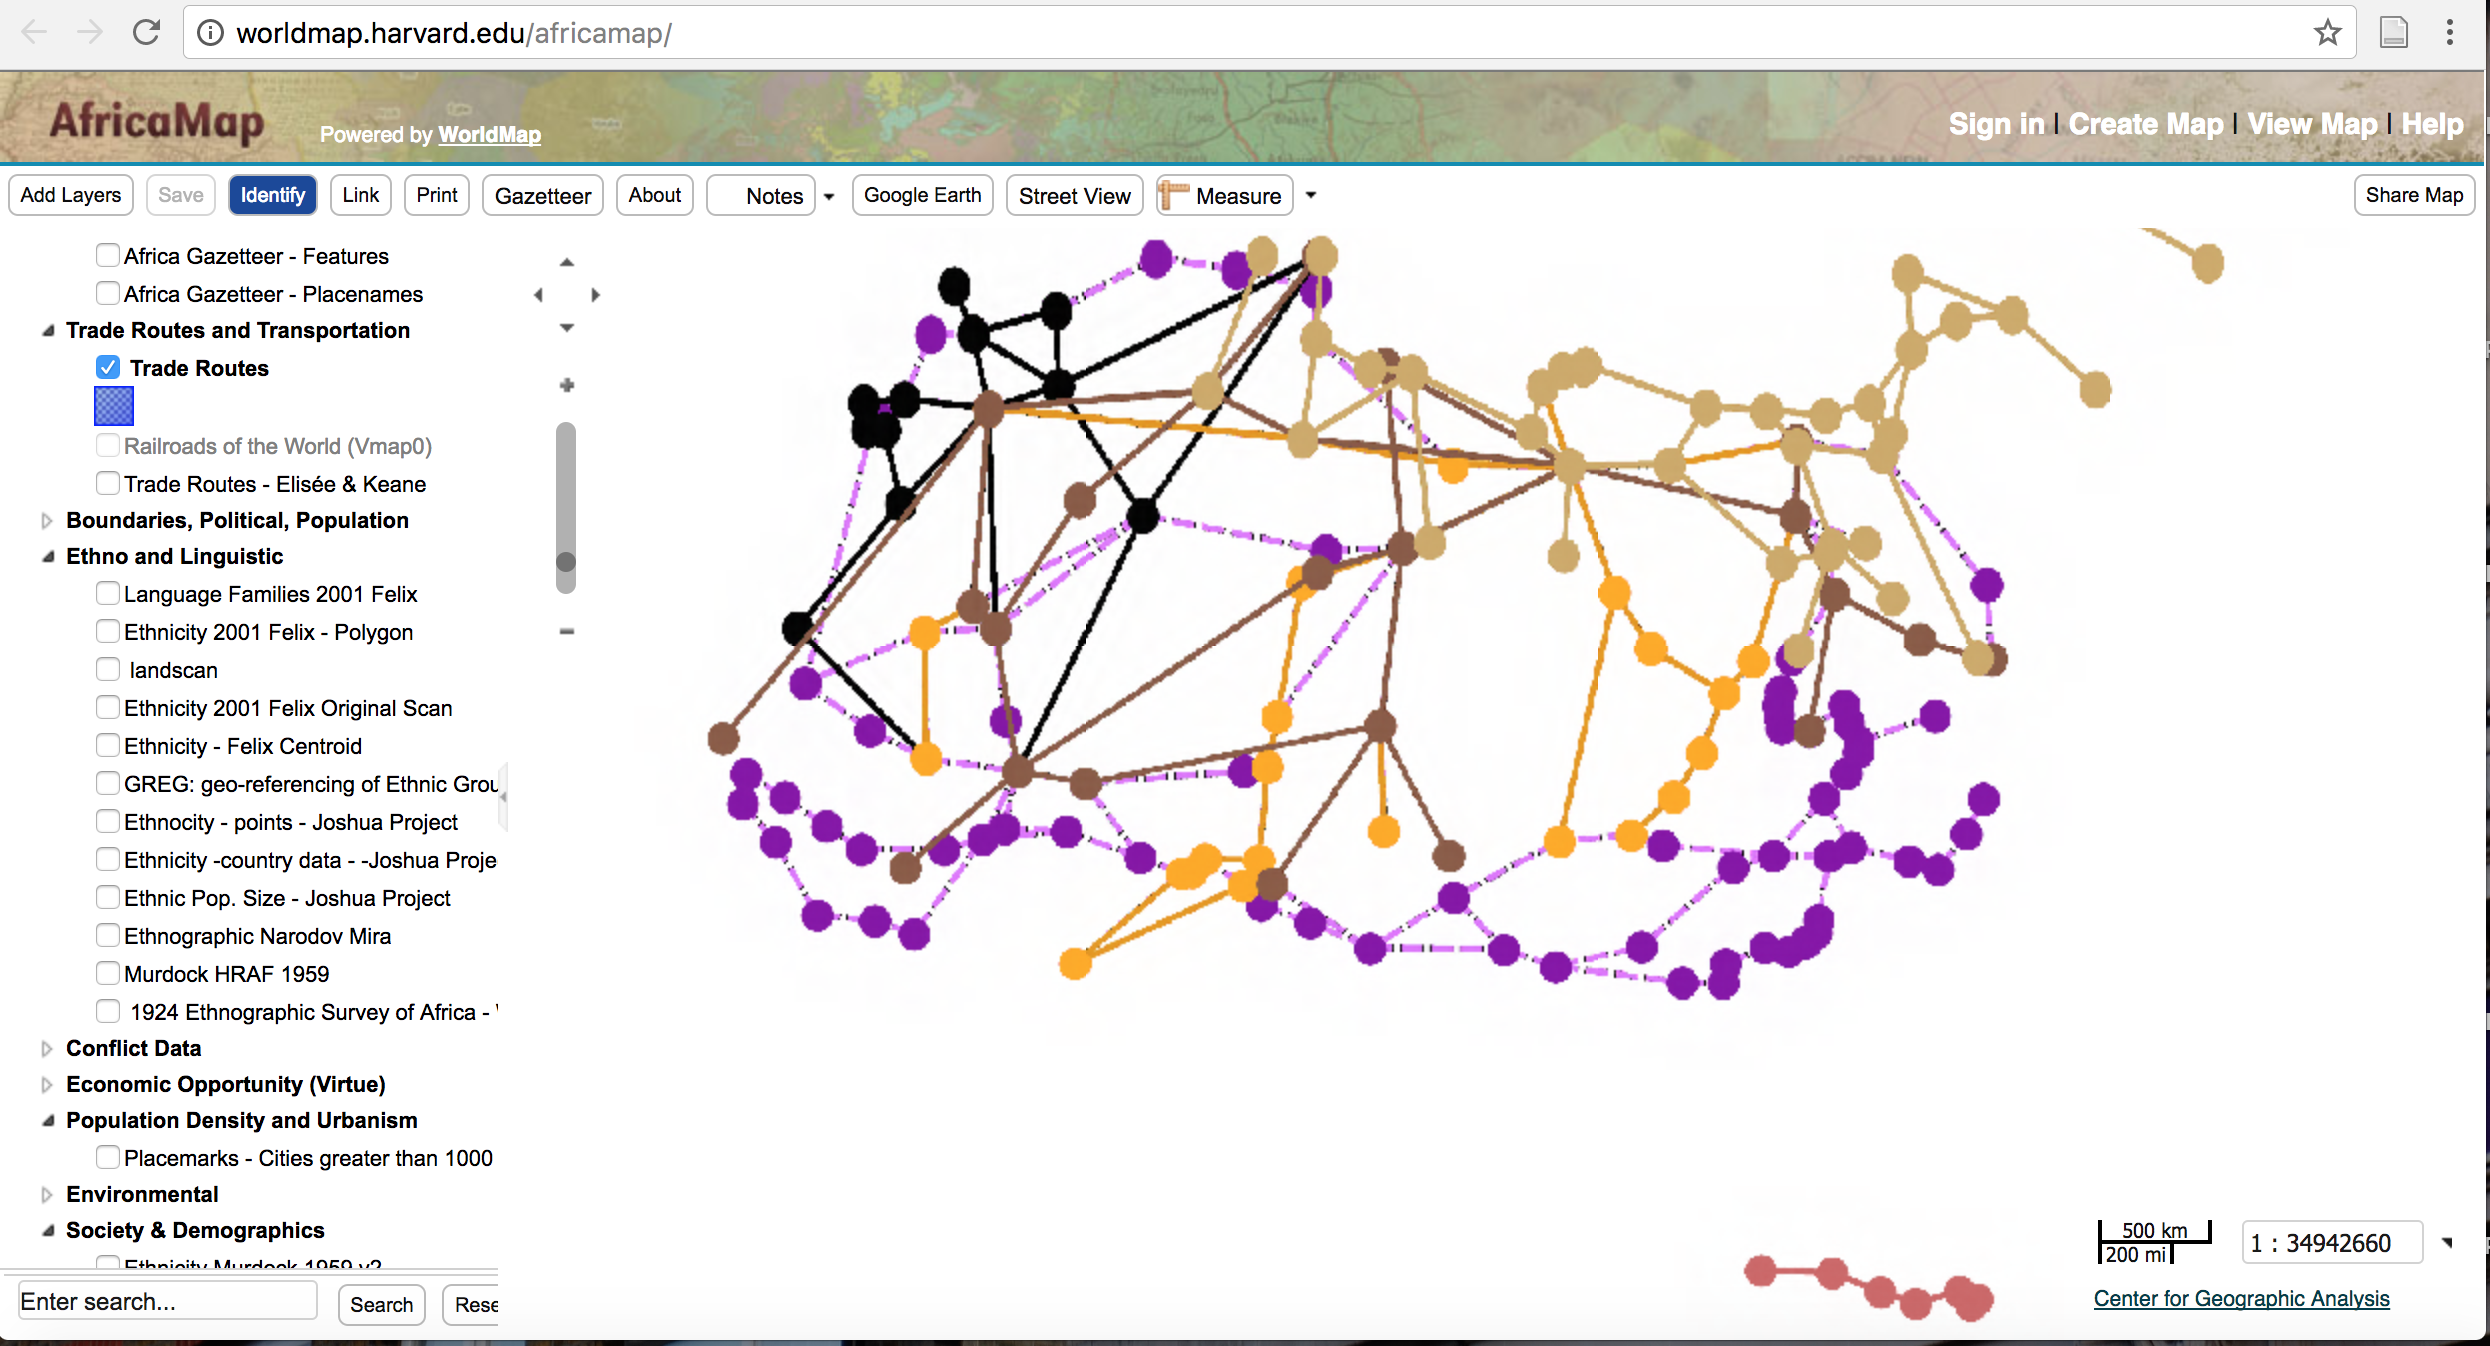 worldmap.harvard.edu/africamap/
AfricaMap
Powered by WorldMap
Sign in | Create Map | View Map | Help
Add Layers
Save
Identify
Link
Print
Gazetteer
About
Notes
Google Earth
Street View
Measure
Share Map
Africa Gazetteer - Features
Africa Gazetteer - Placenames
Trade Routes and Transportation
Trade Routes
Railroads of the World (Vmap0)
Trade Routes - Elisée & Keane
Boundaries, Political, Population
Ethno and Linguistic
Language Families 2001 Felix
Ethnicity 2001 Felix - Polygon
landscan
Ethnicity 2001 Felix Original Scan
Ethnicity - Felix Centroid
GREG: geo-referencing of Ethnic Grou
Ethnocity - points - Joshua Project
Ethnicity -country data - -Joshua Proje
Ethnic Pop. Size - Joshua Project
Ethnographic Narodov Mira
Murdock HRAF 1959
1924 Ethnographic Survey of Africa -
Conflict Data
Economic Opportunity (Virtue)
Population Density and Urbanism
Placemarks - Cities greater than 1000
Environmental
Society & Demographics
Ethnicity Murdock 1959 v2
Enter search...
Search
Rese
500 km
200 mi
1 : 34942660
Center for Geographic Analysis